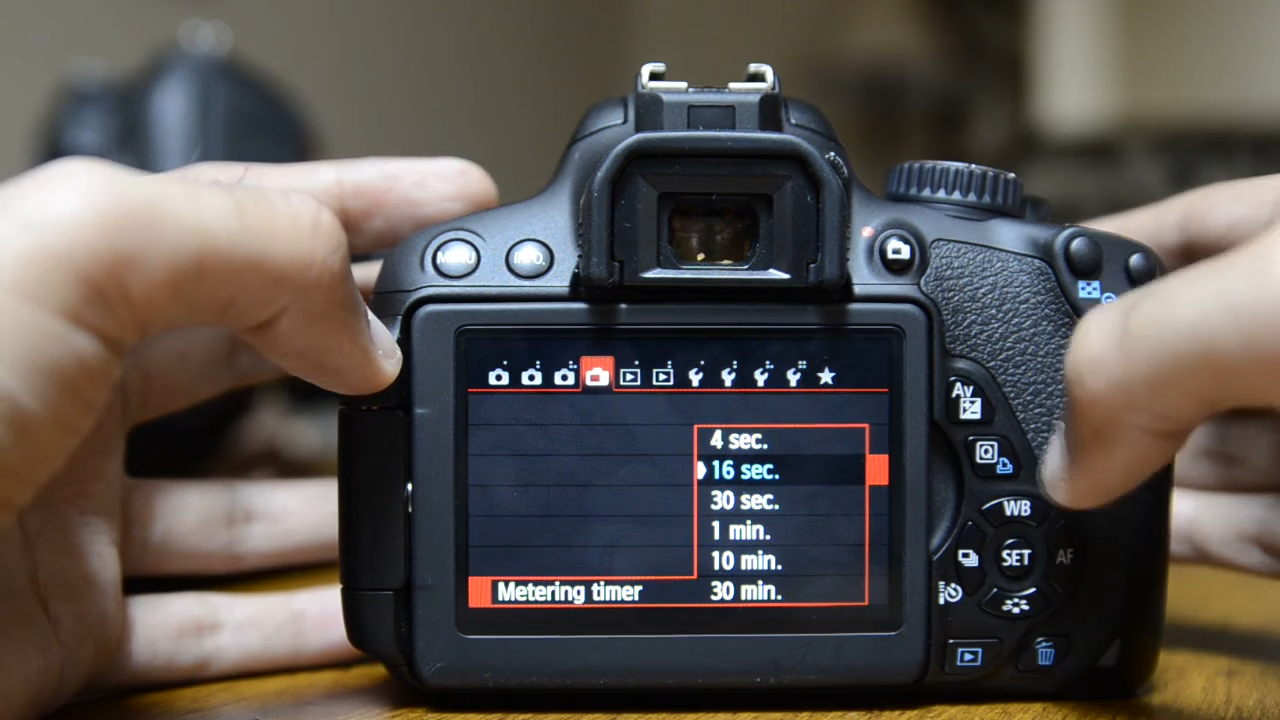 MENU
INFO.
4 sec.
16 sec.
30 sec.
1 min.
10 min.
Metering timer 30 min.
Av
Q
WB
SET
AF